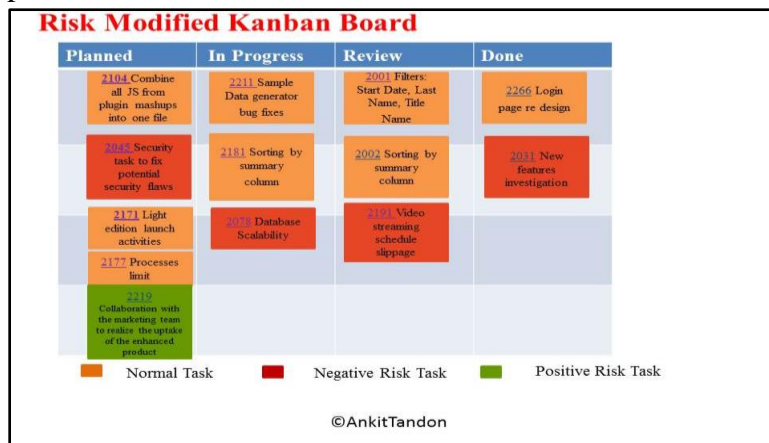 Risk Modified Kanban Board
Planned
In Progress
Review
Done
2104 Combine
all JS from
plugin mashups
into one file
2211 Sample
Data generator
bug fixes
2001 Filters:
Start Date, Last
Name, Title
Name
2266 Login
page re design
2045 Security
task to fix
potential
security flaws
2181 Sorting by
summary
column
2002 Sorting by
summary
column
2031 New
features
investigation
2171 Light
edition launch
activities
2078 Database
Scalability
2191 Video
streaming
schedule
slippage
2177 Processes
limit
2219
Collaboration with
the marketing team
to realize the uptake
of the enhanced
product
Normal Task
Negative Risk Task
Positive Risk Task
©AnkitTandon